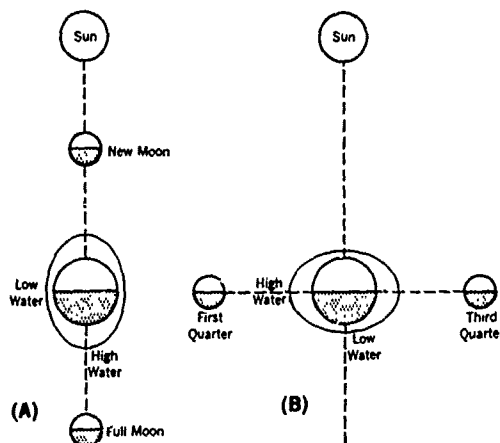 Sun
New Moon
Low
Water
High
Water
(A)
Full Moon
Sun
High
Water
First
Quarter
Low
Water
Third
Quarte
(B)